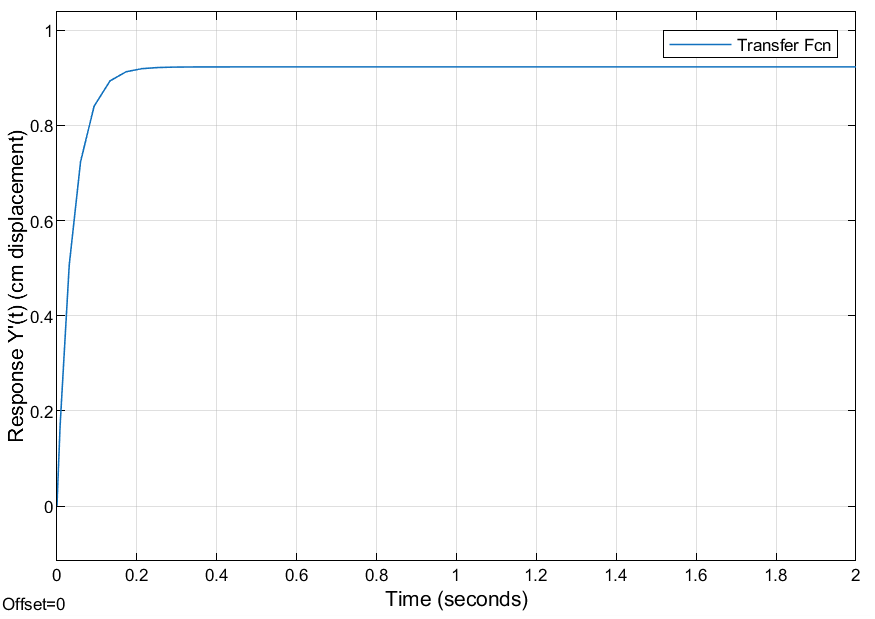 Transfer Fcn
Response Y'(t) (cm displacement)
1
0.8
0.6
0.4
0.2
0
0 0.2 0.4 0.6 0.8 1 1.2 1.4 1.6 1.8 2
Time (seconds)
Offset=0